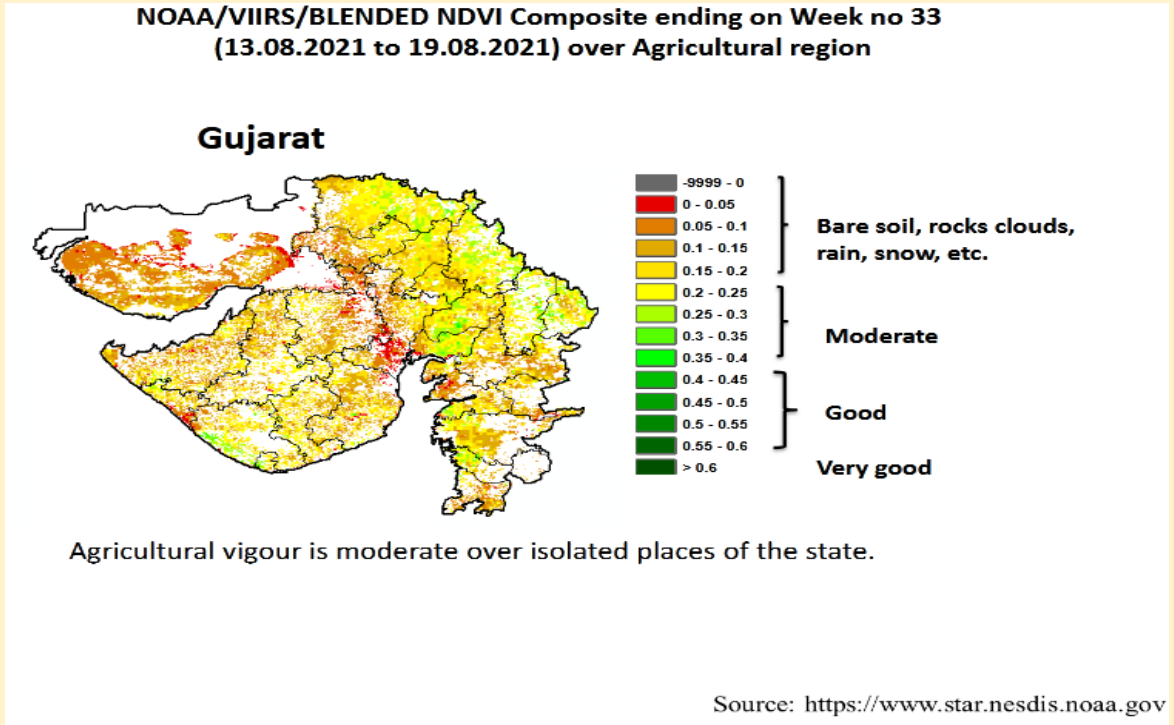 NOAA/VIIRS/BLENDED NDVI Composite ending on Week no 33
(13.08.2021 to 19.08.2021) over Agricultural region
Gujarat
-9999 - 0
0 - 0.05
0.05 - 0.1
0.1 - 0.15
0.15 - 0.2
0.2 - 0.25
0.25 - 0.3
0.3 - 0.35
0.35 - 0.4
0.4 - 0.45
0.45 - 0.5
0.5 - 0.55
0.55 - 0.6
> 0.6
Bare soil, rocks clouds,
rain, snow, etc.
Moderate
Good
Very good
Agricultural vigour is moderate over isolated places of the state.
Source: https://www.star.nesdis.noaa.gov